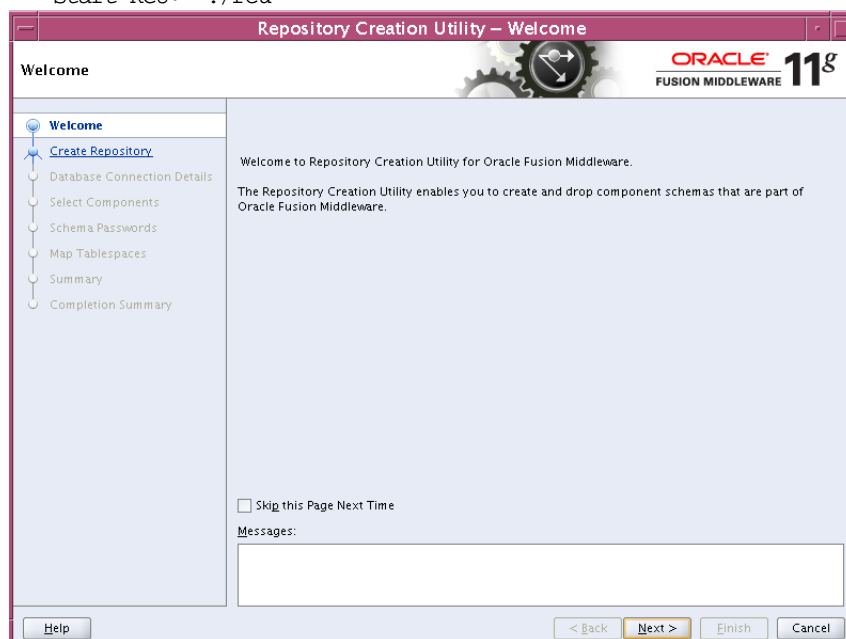 Start Rcu> ./rcu
Repository Creation Utility – Welcome
Welcome
ORACLE
FUSION MIDDLEWARE
11g
Welcome
Create Repository
Database Connection Details
Select Components
Schema Passwords
Map Tablespaces
Summary
Completion Summary
Welcome to Repository Creation Utility for Oracle Fusion Middleware.
The Repository Creation Utility enables you to create and drop component schemas that are part of
Oracle Fusion Middleware.
Skip this Page Next Time
Messages:
Help
< Back
Next >
Finish
Cancel